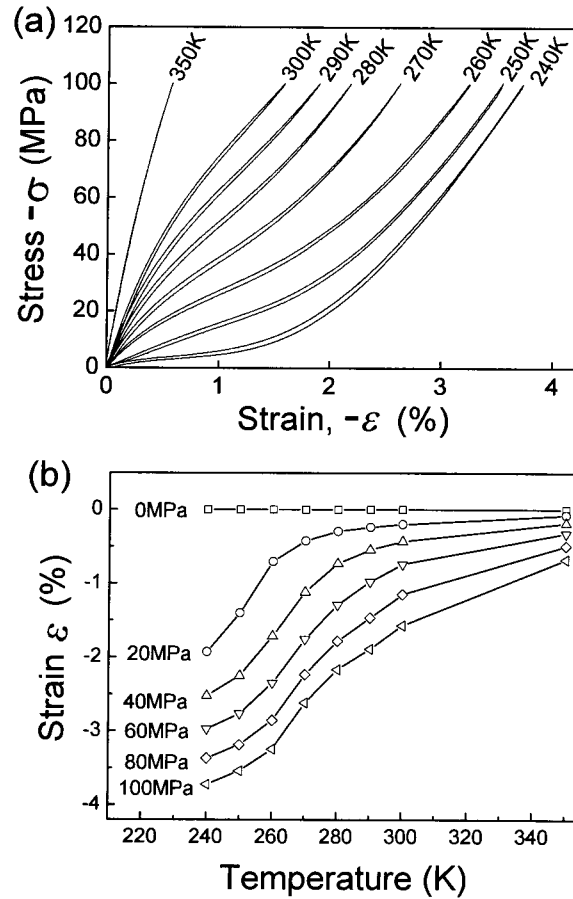 (a)
120
100
80
60
40
20
0
Stress -σ (MPa)
350K
300K
290K
280K
270K
260K
250K
240K
0 1 2 3 4
Strain, -ε (%)
(b)
0
-1
-2
-3
-4
Strain ε (%)
0MPa
20MPa
40MPa
60MPa
80MPa
100MPa
220 240 260 280 300 320 340
Temperature (K)